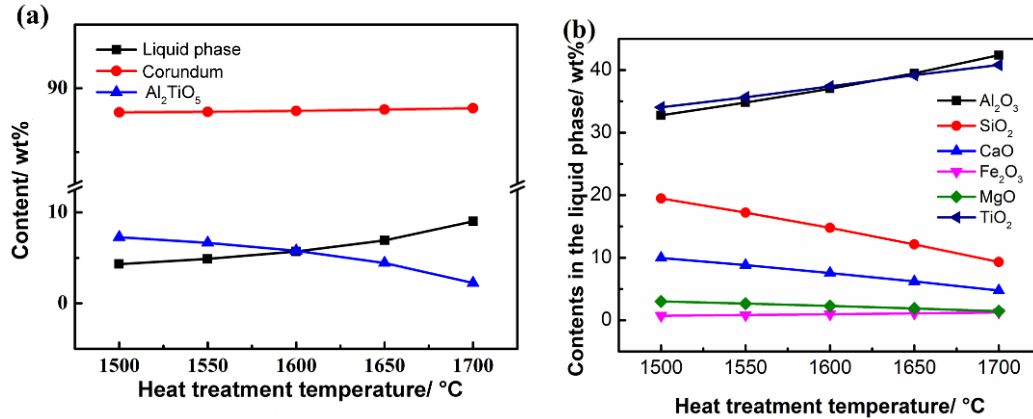 (a)
Liquid phase
Corundum
Al₂TiO₅
90
10
0
Content/ wt%
1500 1550 1600 1650 1700
Heat treatment temperature/ °C
(b)
40
30
20
10
0
Contents in the liquid phase/ wt%
Al₂O₃
SiO₂
CaO
Fe₂O₃
MgO
TiO₂
1500 1550 1600 1650 1700
Heat treatment temperature/ °C